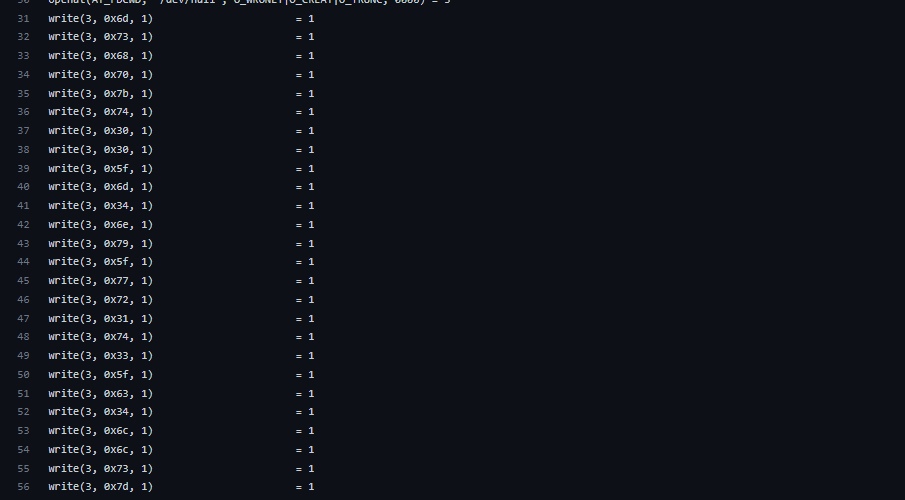 31 write(3, 0x6d, 1) = 1
32 write(3, 0x73, 1) = 1
33 write(3, 0x68, 1) = 1
34 write(3, 0x70, 1) = 1
35 write(3, 0x7b, 1) = 1
36 write(3, 0x74, 1) = 1
37 write(3, 0x30, 1) = 1
38 write(3, 0x30, 1) = 1
39 write(3, 0x5f, 1) = 1
40 write(3, 0x6d, 1) = 1
41 write(3, 0x34, 1) = 1
42 write(3, 0x6e, 1) = 1
43 write(3, 0x79, 1) = 1
44 write(3, 0x5f, 1) = 1
45 write(3, 0x77, 1) = 1
46 write(3, 0x72, 1) = 1
47 write(3, 0x31, 1) = 1
48 write(3, 0x74, 1) = 1
49 write(3, 0x33, 1) = 1
50 write(3, 0x5f, 1) = 1
51 write(3, 0x63, 1) = 1
52 write(3, 0x34, 1) = 1
53 write(3, 0x6c, 1) = 1
54 write(3, 0x6c, 1) = 1
55 write(3, 0x73, 1) = 1
56 write(3, 0x7d, 1) = 1